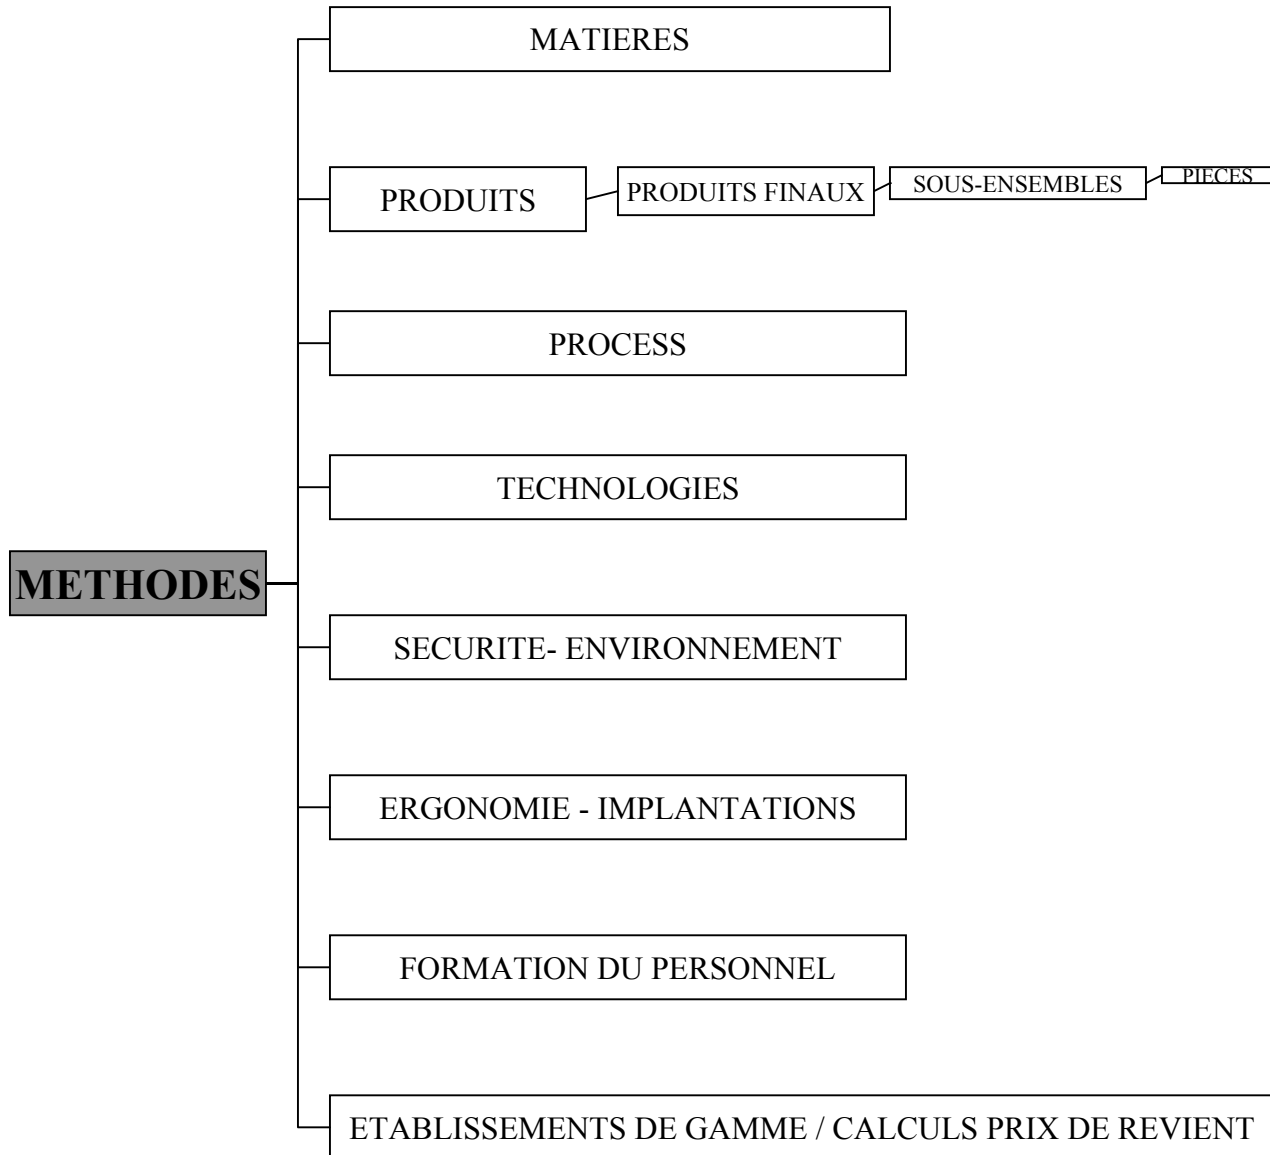 MATIERES
PRODUITS
PRODUITS FINAUX
SOUS-ENSEMBLES
PIECES
PROCESS
TECHNOLOGIES
METHODES
SECURITE- ENVIRONNEMENT
ERGONOMIE - IMPLANTATIONS
FORMATION DU PERSONNEL
ETABLISSEMENTS DE GAMME / CALCULS PRIX DE REVIENT